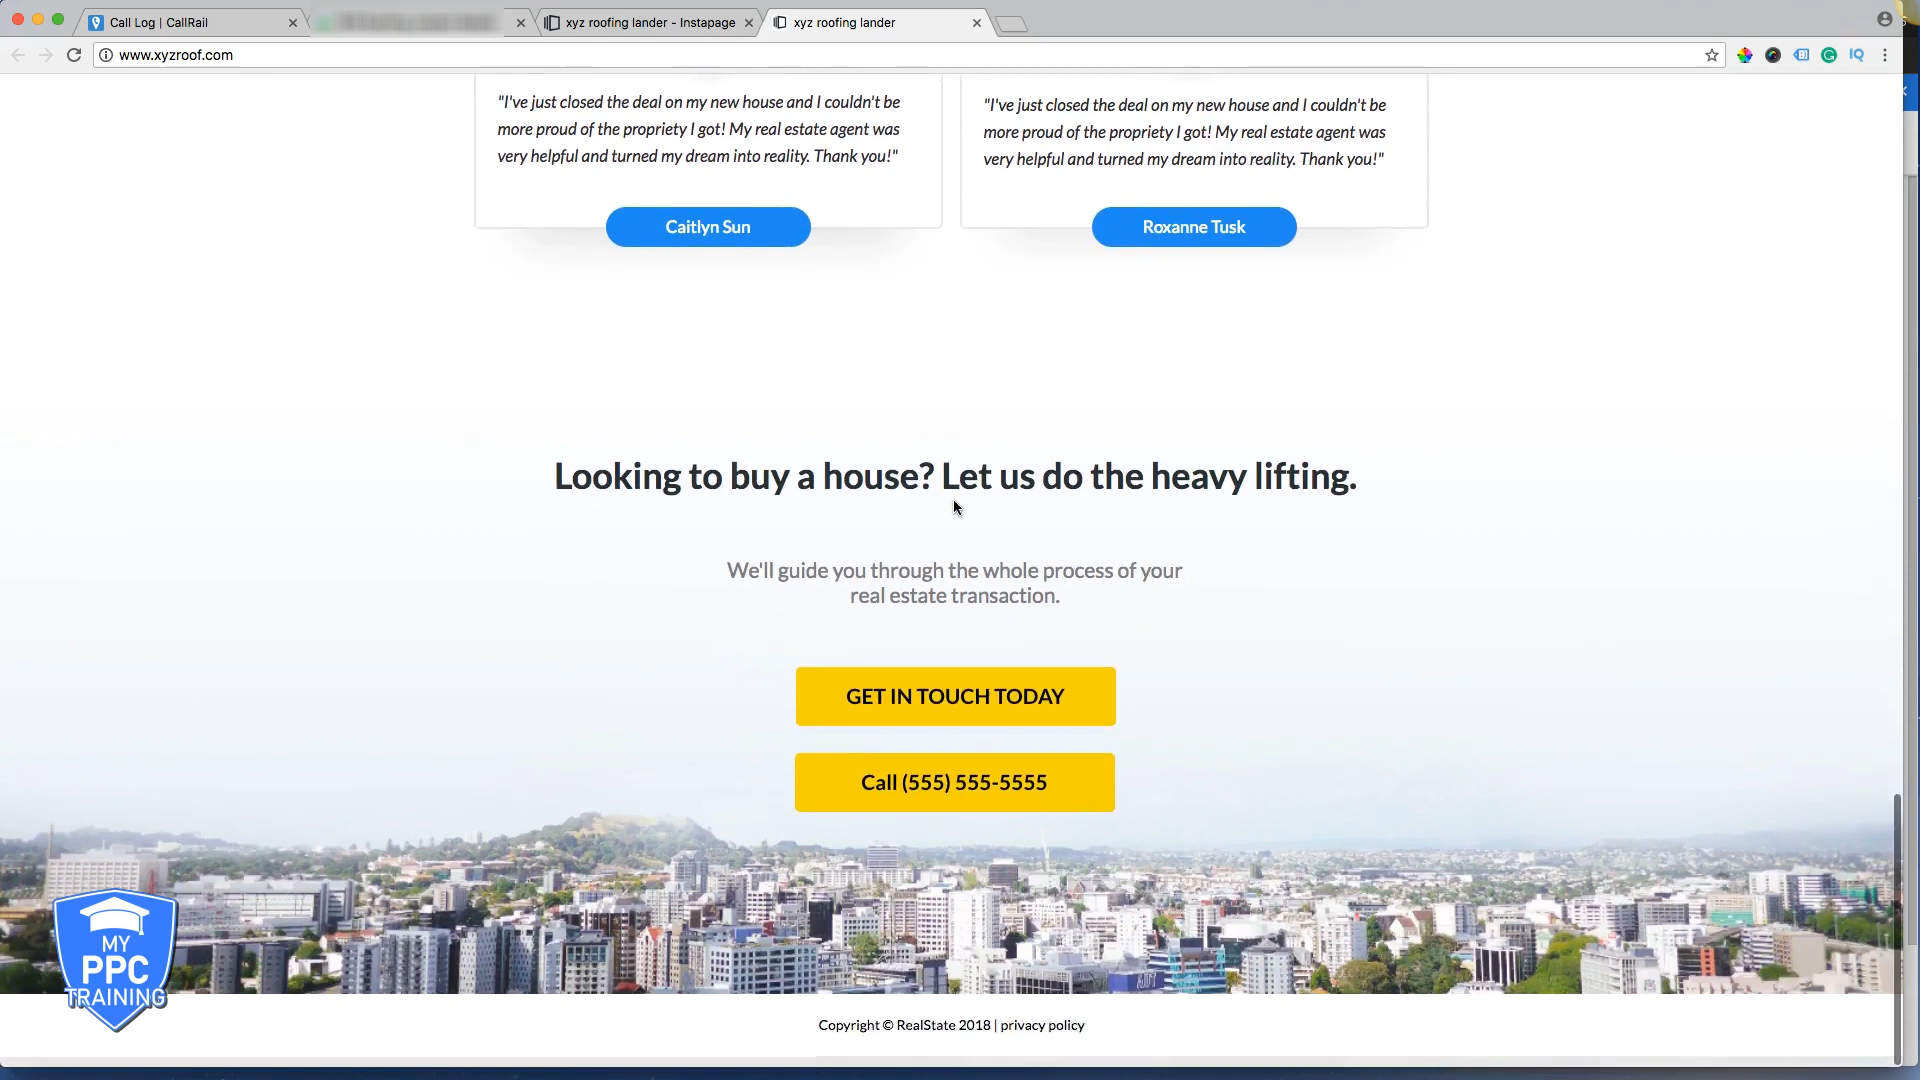 Call Log | CallRail
xyz roofing lander - Instapage
xyz roofing lander
www.xyzroof.com
"I've just closed the deal on my new house and I couldn't be
more proud of the propriety I got! My real estate agent was
very helpful and turned my dream into reality. Thank you!"
Caitlyn Sun
"I've just closed the deal on my new house and I couldn't be
more proud of the propriety I got! My real estate agent was
very helpful and turned my dream into reality. Thank you!"
Roxanne Tusk
Looking to buy a house? Let us do the heavy lifting.
We'll guide you through the whole process of your
real estate transaction.
GET IN TOUCH TODAY
Call (555) 555-5555
MY
PPC
TRAINING
Copyright © RealState 2018 | privacy policy